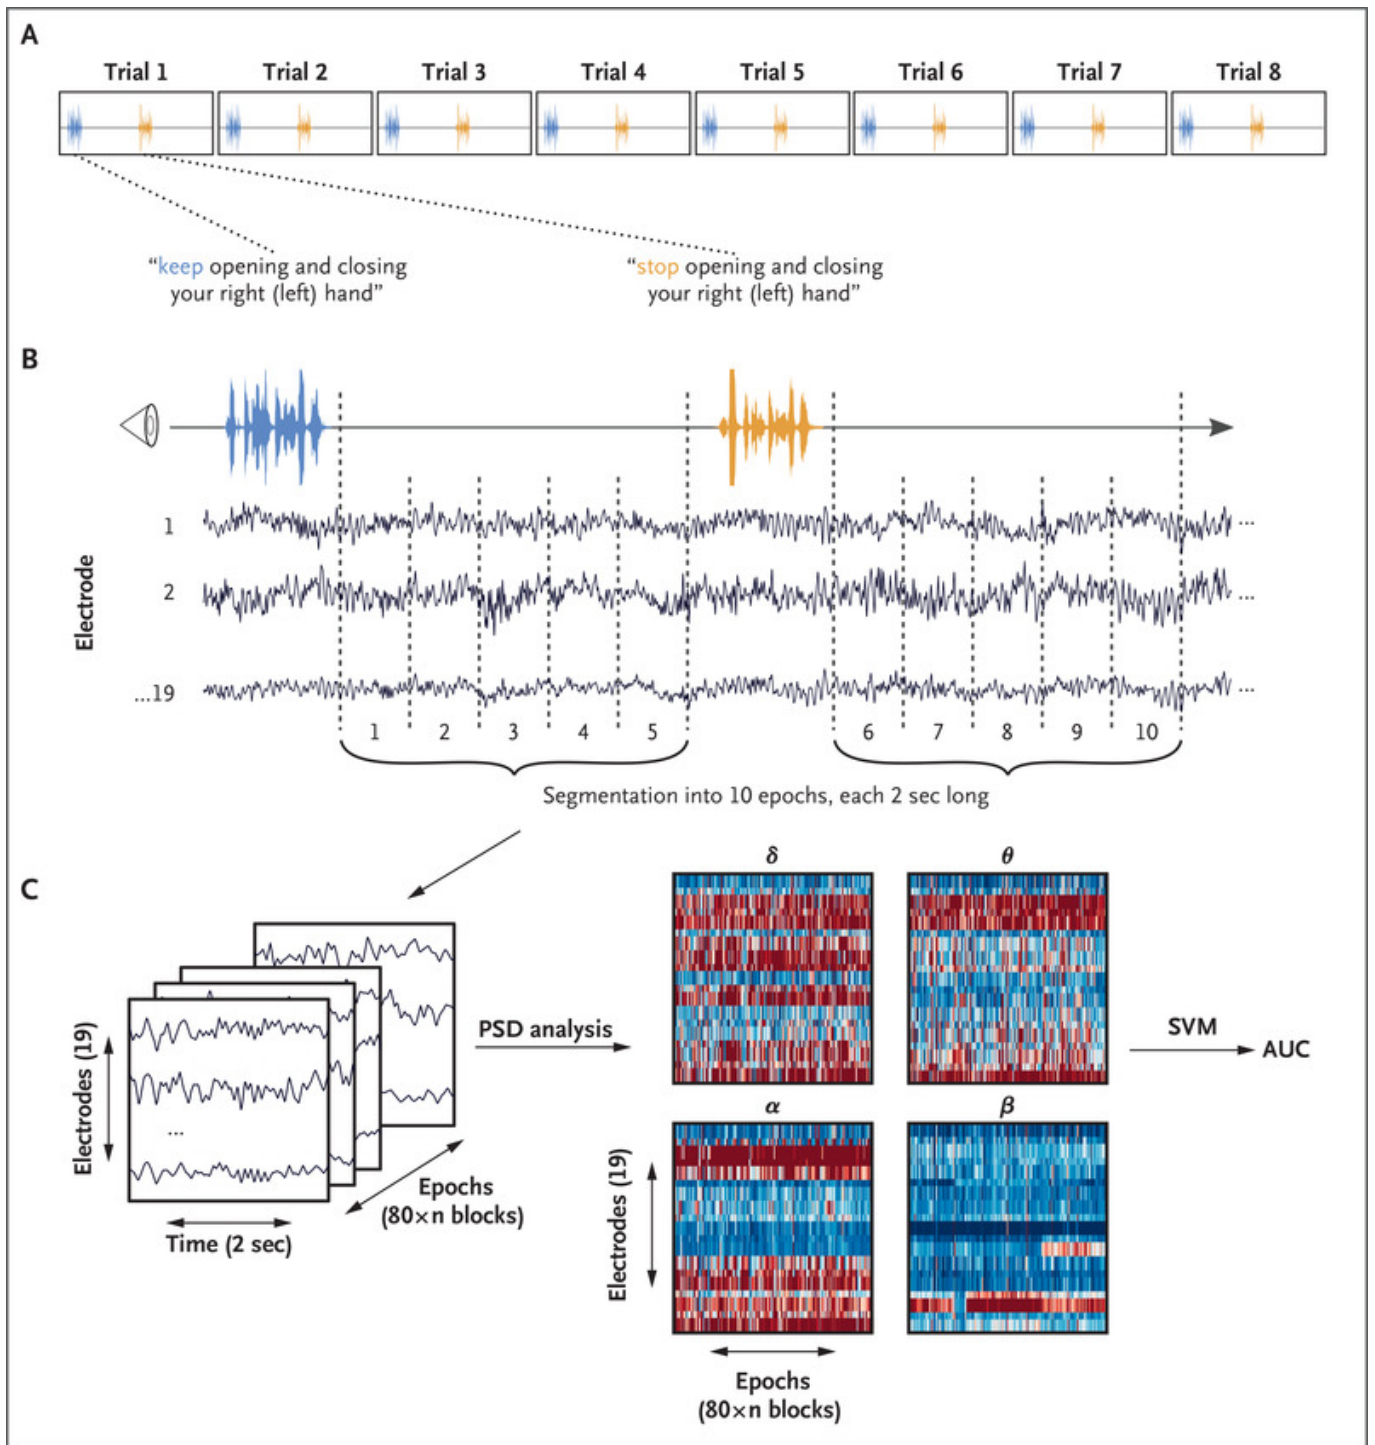 A
Trial 1 Trial 2 Trial 3 Trial 4 Trial 5 Trial 6 Trial 7 Trial 8
“keep opening and closing
your right (left) hand”
“stop opening and closing
your right (left) hand”
B
Electrode
1 ...
2 ...
...19 ...
1 2 3 4 5 6 7 8 9 10
Segmentation into 10 epochs, each 2 sec long
C
Electrodes (19)
...
Time (2 sec)
Epochs
(80×n blocks)
PSD analysis
δ θ
α β
Electrodes (19)
Epochs
(80×n blocks)
SVM
AUC